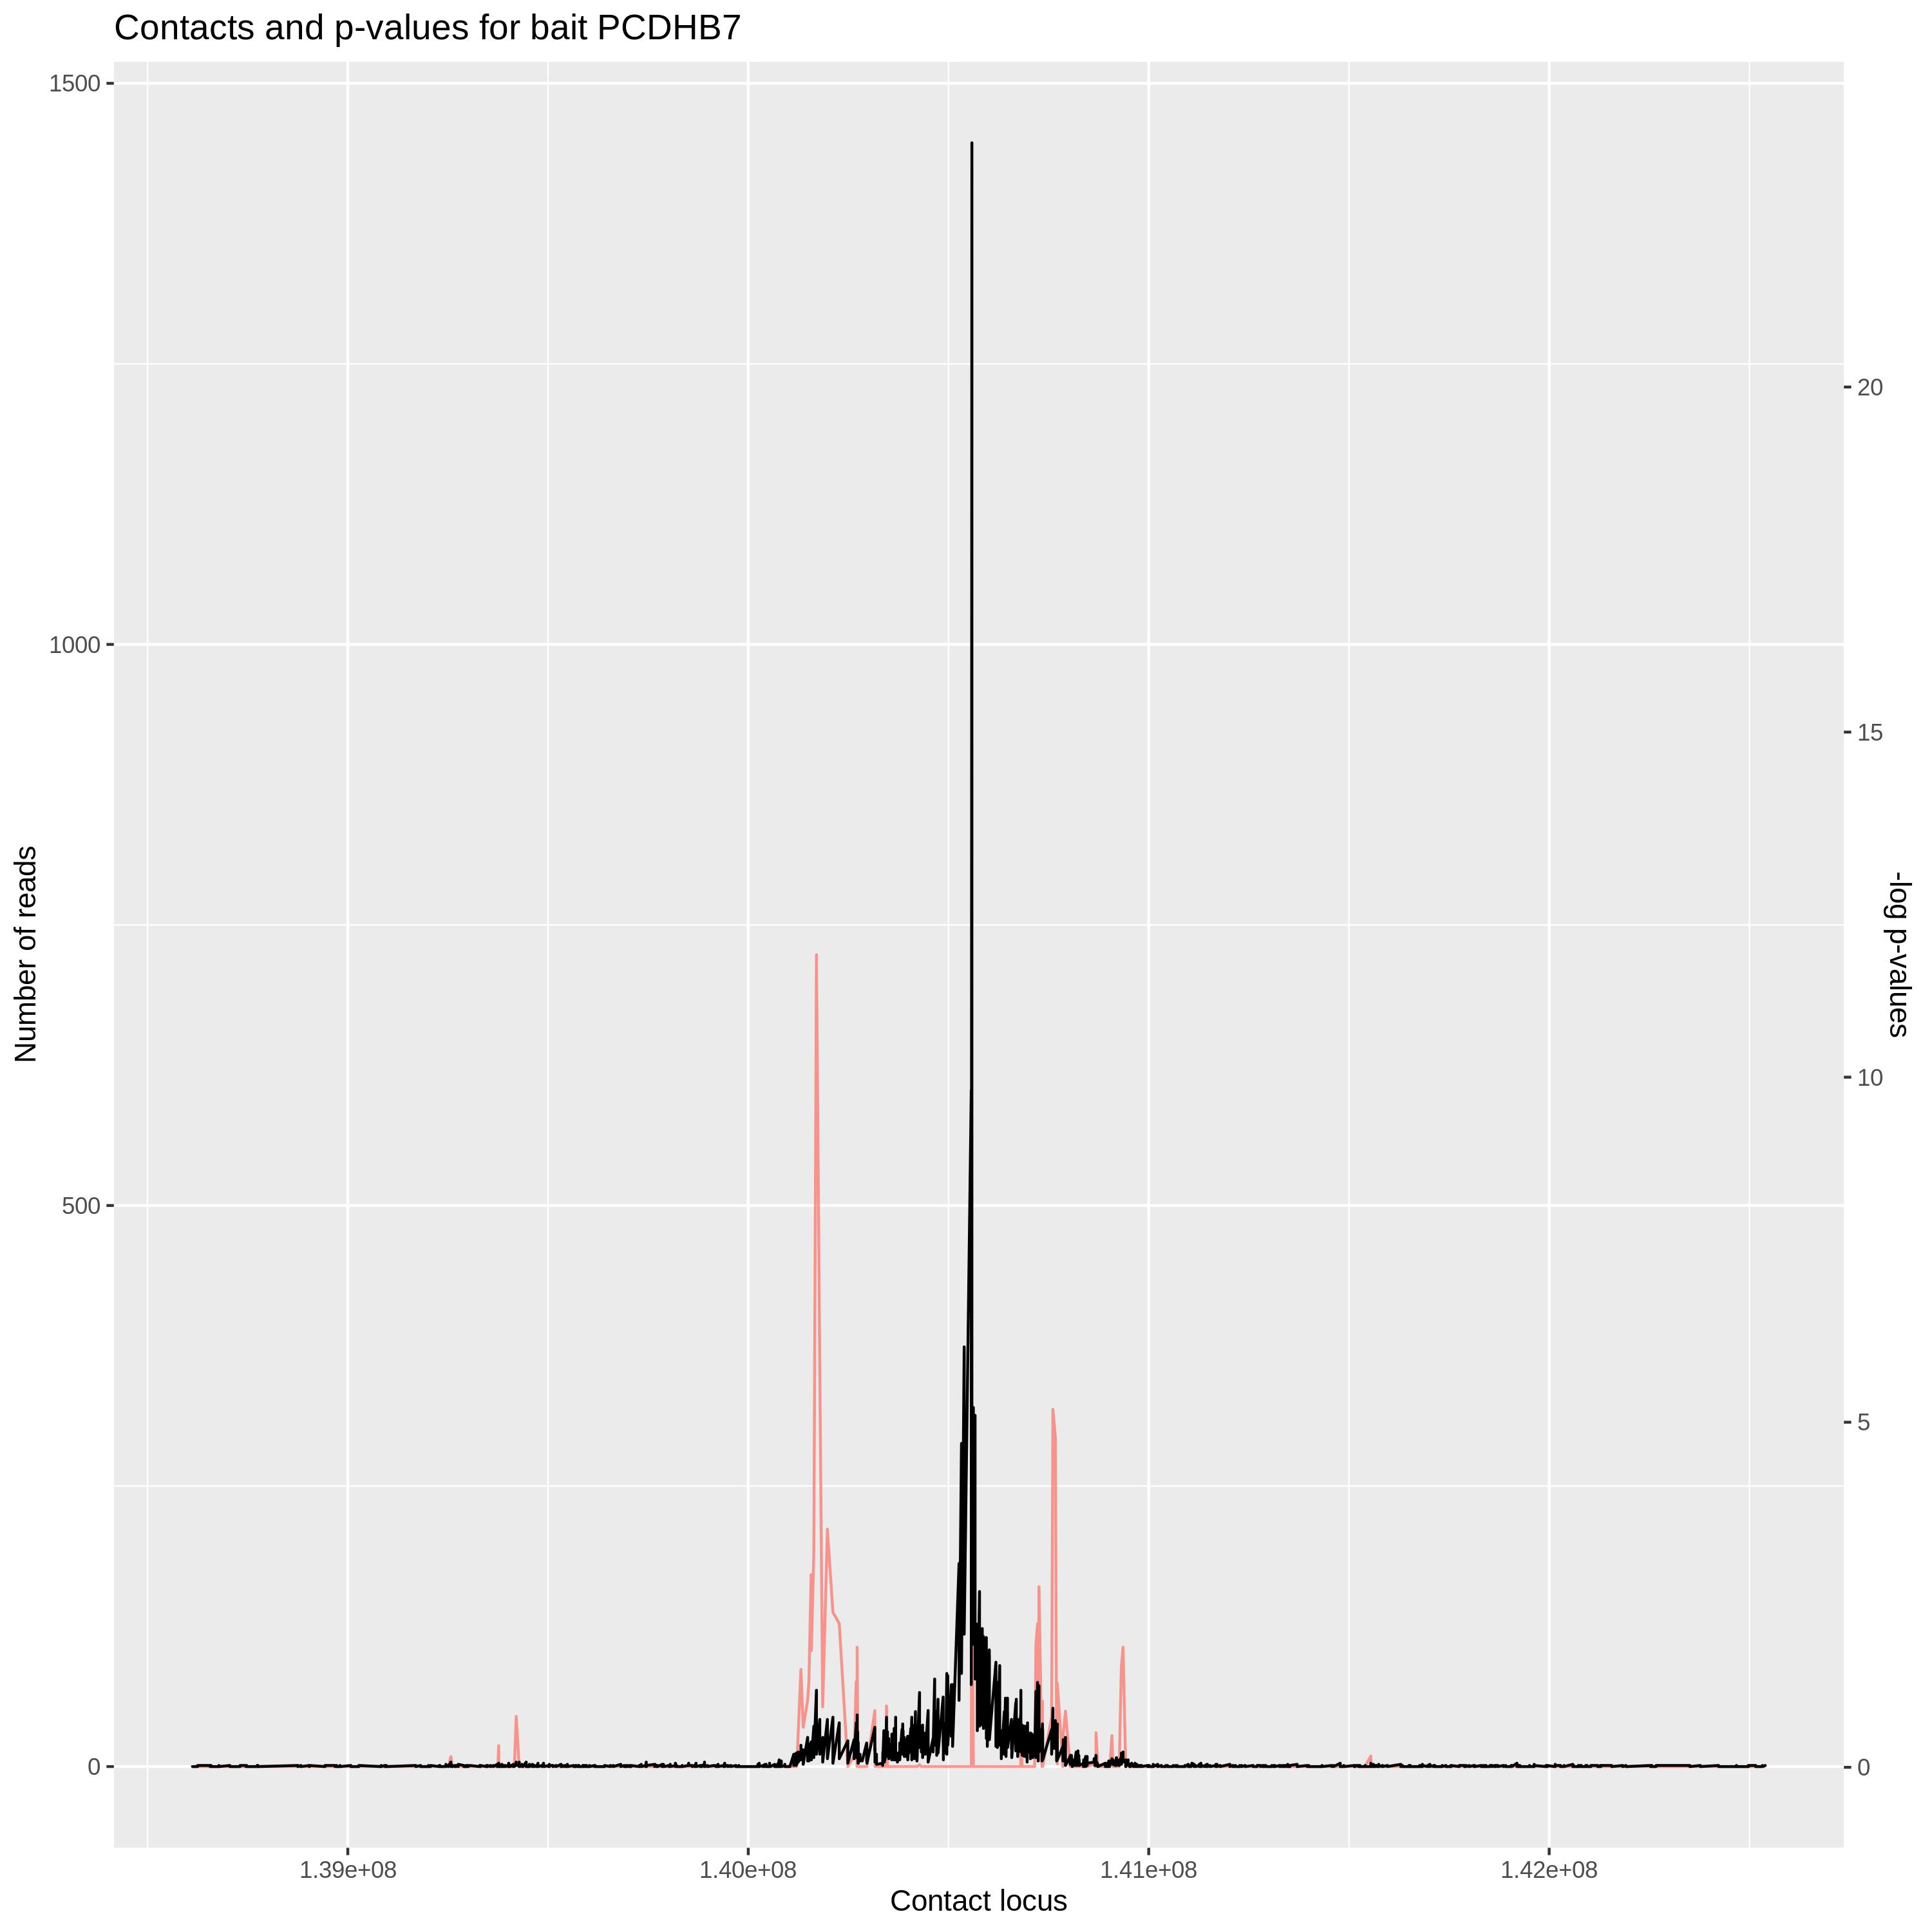 Contacts and p-values for bait PCDHB7
1500
1000
500
0
Number of reads
20
15
10
5
0
-log p-values
1.39e+08
1.40e+08
1.41e+08
1.42e+08
Contact locus